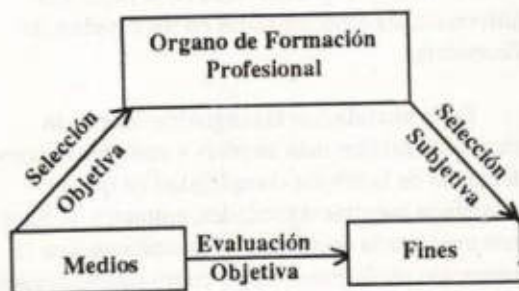 Organo de Formación
Profesional
Selección
Objetiva
Selección
Subjetiva
Medios
Evaluación
Objetiva
Fines